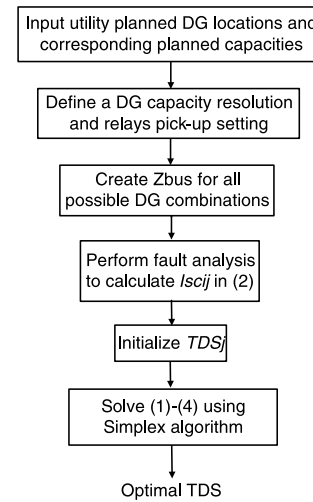 Input utility planned DG locations and
corresponding planned capacities
Define a DG capacity resolution
and relays pick-up setting
Create Zbus for all
possible DG combinations
Perform fault analysis
to calculate Iscij in (2)
Initialize TDSj
Solve (1)-(4) using
Simplex algorithm
Optimal TDS